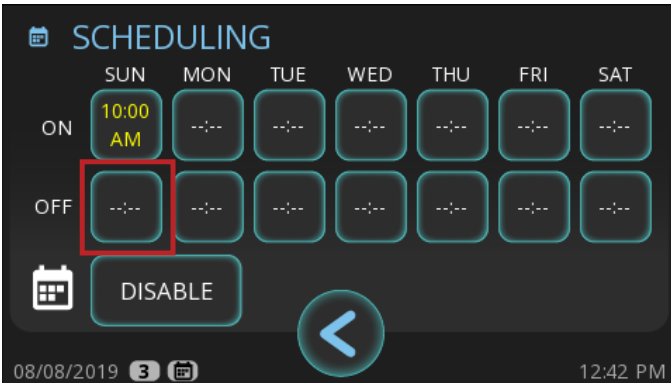 SCHEDULING
SUN MON TUE WED THU FRI SAT
ON 10:00 AM --:-- --:-- --:-- --:-- --:-- --:--
OFF --:-- --:-- --:-- --:-- --:-- --:-- --:--
DISABLE
08/08/2019 3 12:42 PM